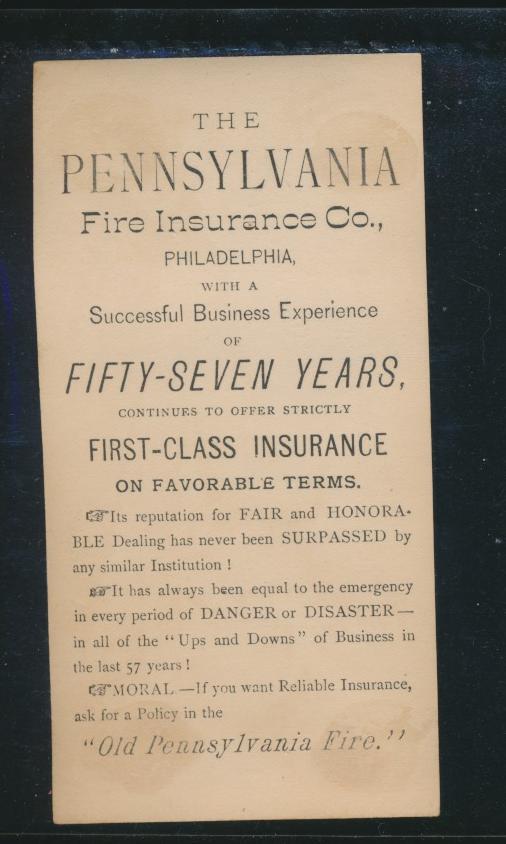 THE
PENNSYLVANIA
Fire Insurance Co.,
PHILADELPHIA,
WITH A
Successful Business Experience
OF
FIFTY-SEVEN YEARS,
CONTINUES TO OFFER STRICTLY
FIRST-CLASS INSURANCE
ON FAVORABLE TERMS.
☞Its reputation for FAIR and HONORA-
BLE Dealing has never been SURPASSED by
any similar Institution !
☞It has always been equal to the emergency
in every period of DANGER or DISASTER—
in all of the "Ups and Downs" of Business in
the last 57 years !
☞MORAL.—If you want Reliable Insurance,
ask for a Policy in the
"Old Pennsylvania Fire."